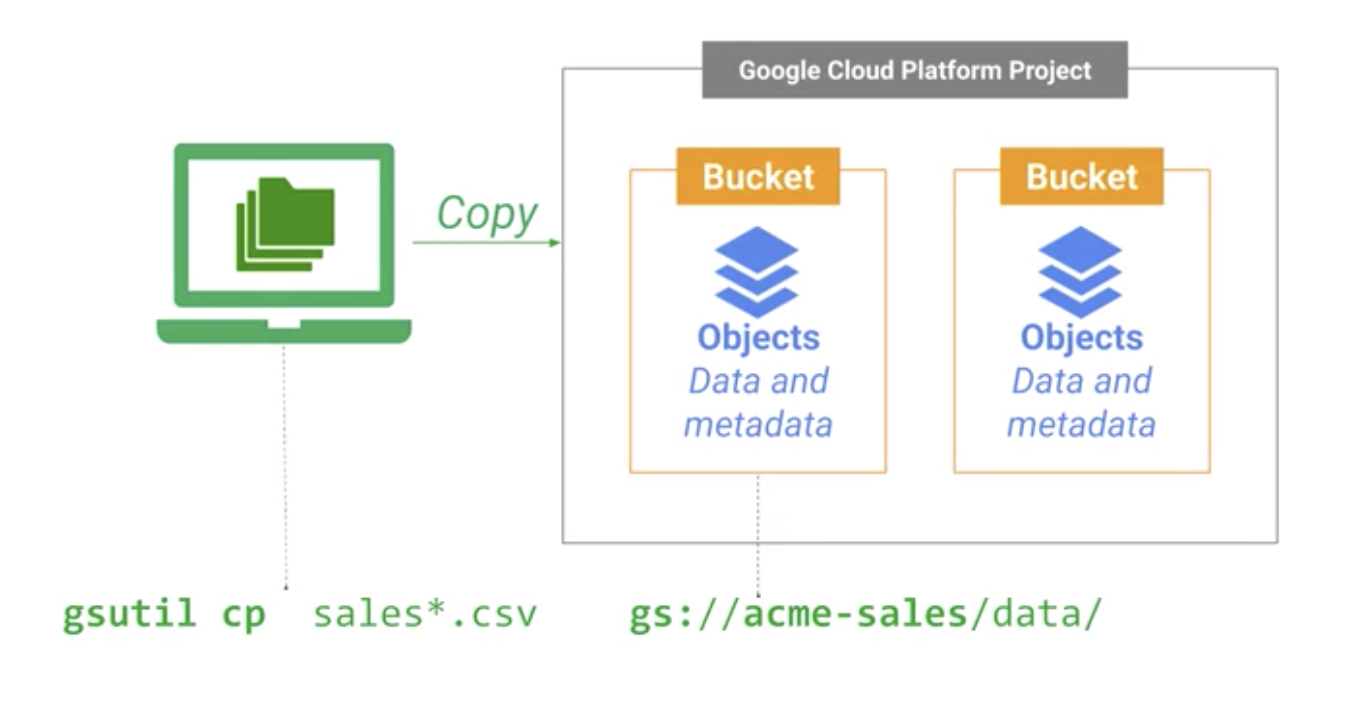 Google Cloud Platform Project
Bucket
Bucket
Copy
Objects
Data and
metadata
Objects
Data and
metadata
gsutil cp sales*.csv gs://acme-sales/data/